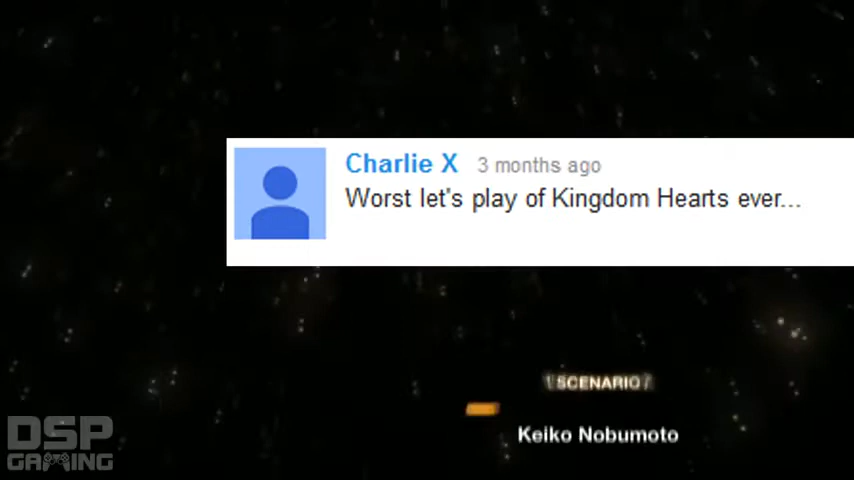 Charlie X 3 months ago
Worst let's play of Kingdom Hearts ever...
SCENARIO
Keiko Nobumoto
DSP
GAMING